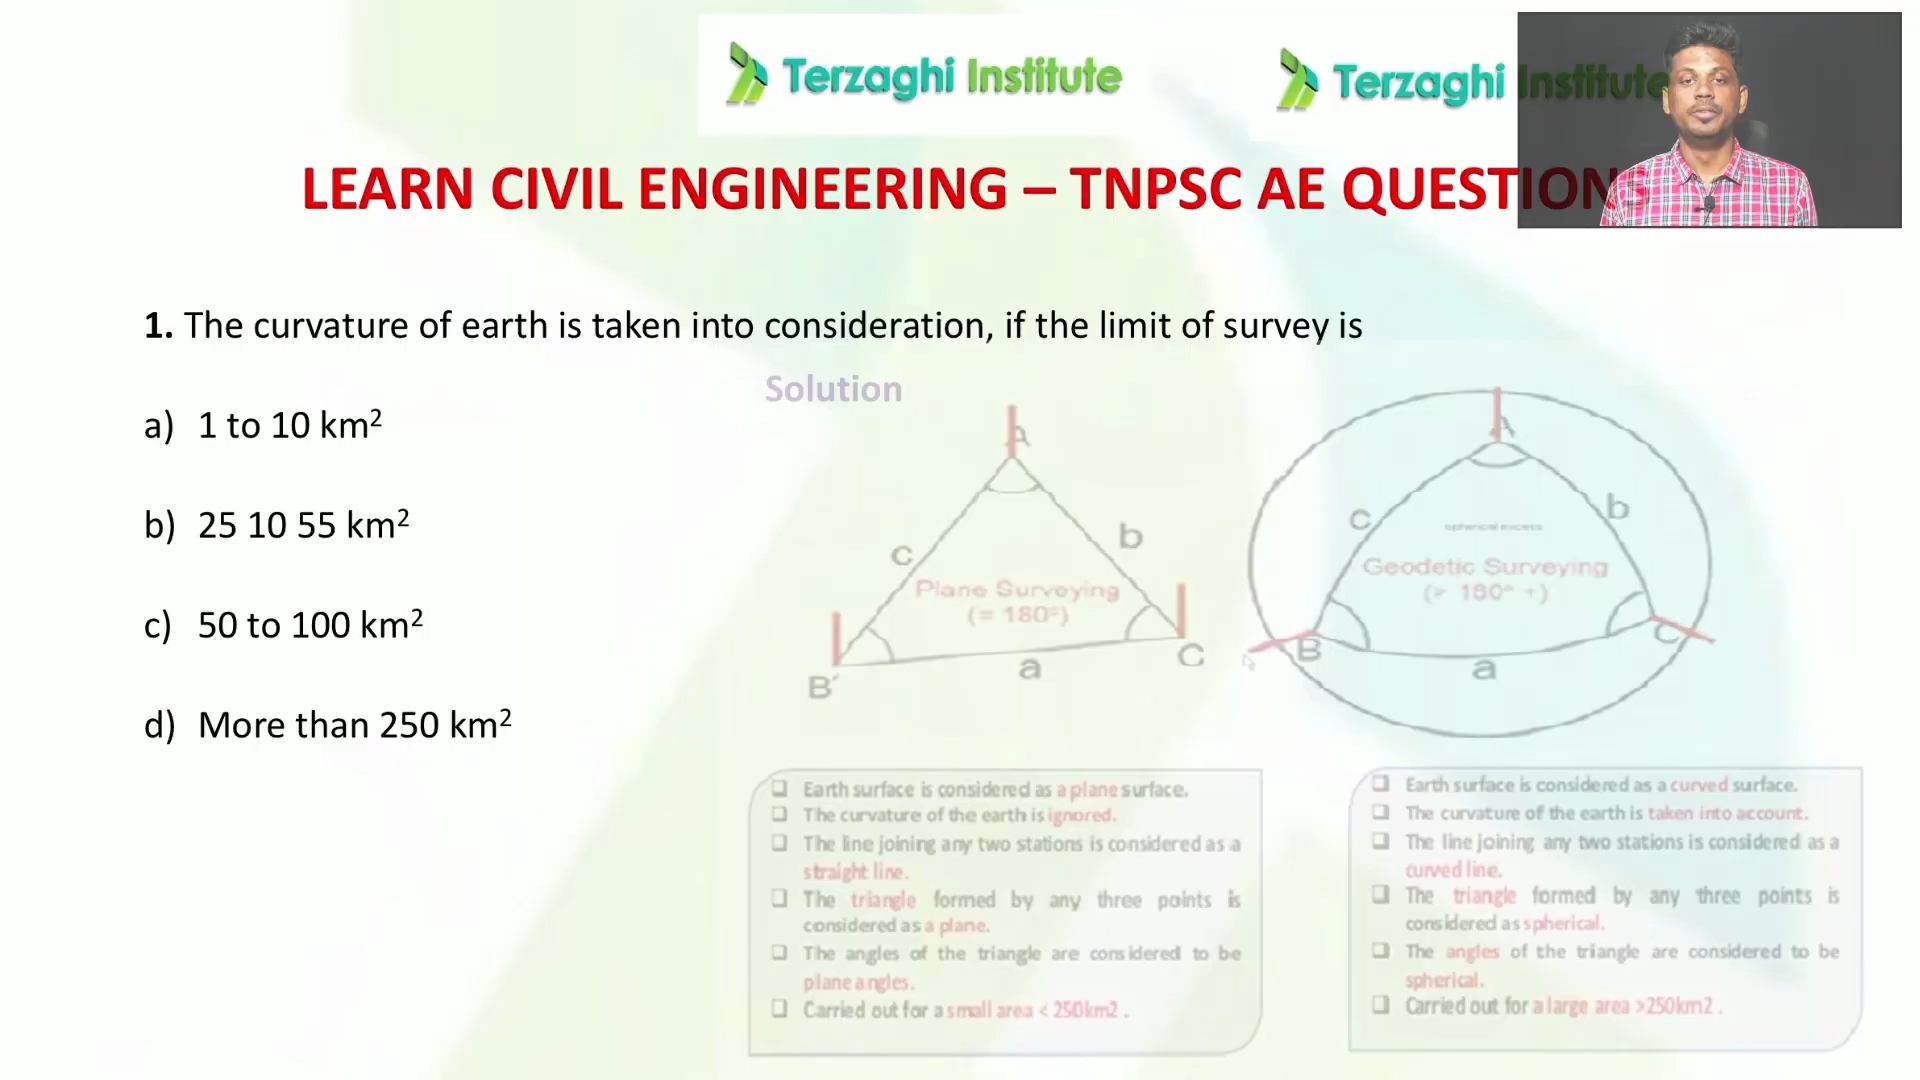 Terzaghi Institute
Terzaghi Institute
LEARN CIVIL ENGINEERING – TNPSC AE QUESTIONS
1. The curvature of earth is taken into consideration, if the limit of survey is
a) 1 to 10 km²
b) 25 10 55 km²
c) 50 to 100 km²
d) More than 250 km²
Solution
A
c
b
Plane Surveying
(= 180°)
B'
a
C
A
c
b
spherical excess
Geodetic Surveying
(> 180° +)
B
a
C
Earth surface is considered as a plane surface.
The curvature of the earth is ignored.
The line joining any two stations is considered as a
straight line.
The triangle formed by any three points is
considered as a plane.
The angles of the triangle are considered to be
plane angles.
Carried out for a small area < 250km2 .
Earth surface is considered as a curved surface.
The curvature of the earth is taken into account.
The line joining any two stations is considered as a
curved line.
The triangle formed by any three points is
considered as spherical.
The angles of the triangle are considered to be
spherical.
Carried out for a large area >250km2 .